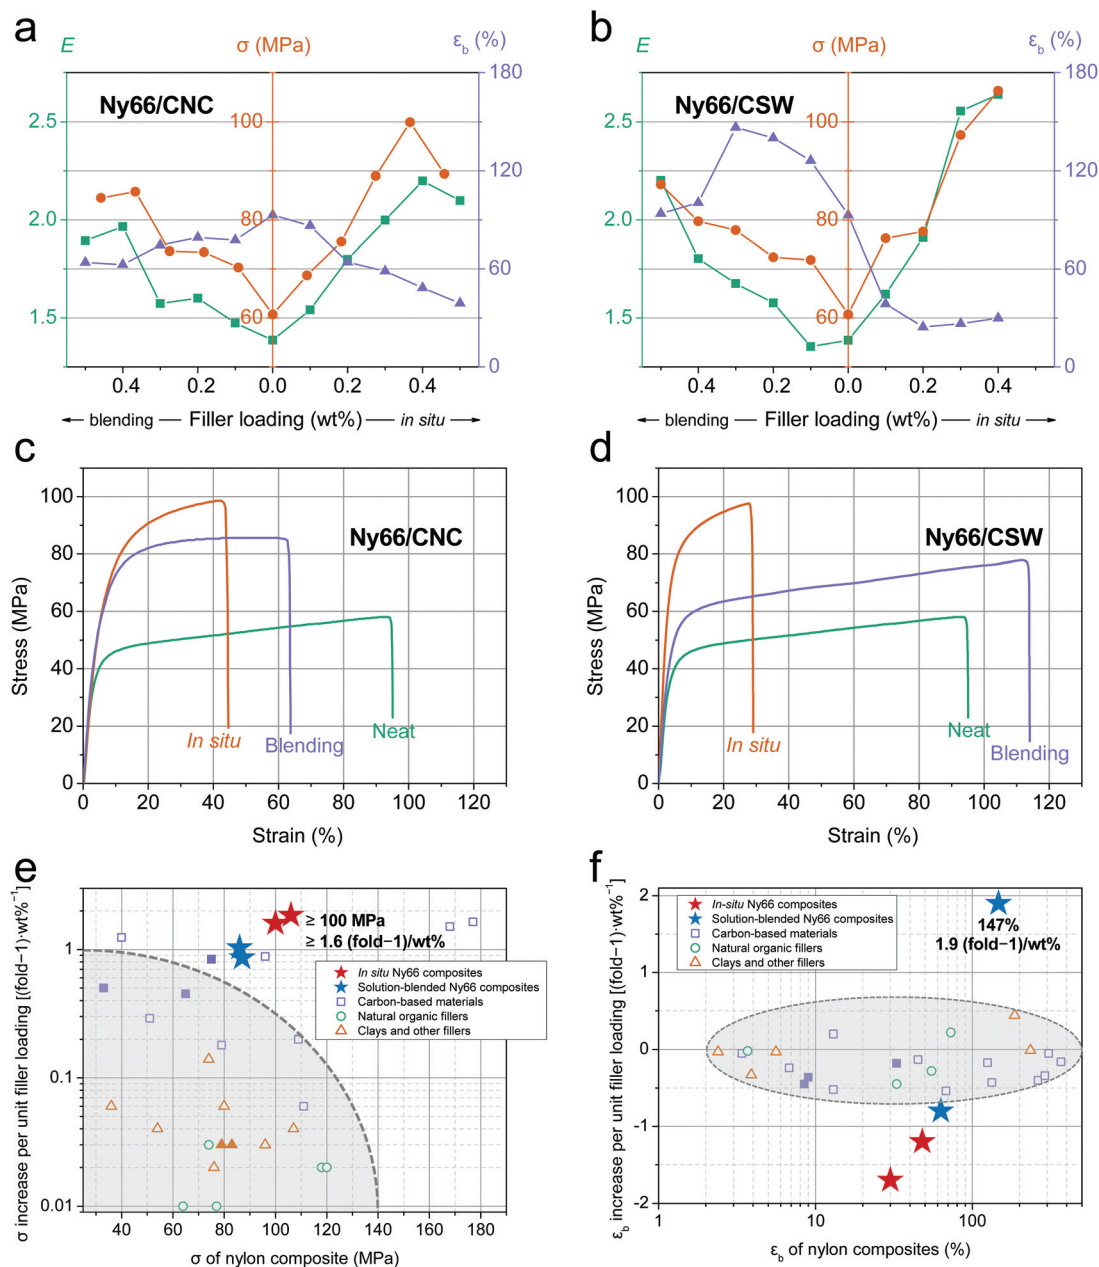 a
E
σ (MPa)
εb (%)
Ny66/CNC
2.5
2.0
1.5
100
80
60
180
120
60
0
0.4
0.2
0.0
0.2
0.4
← blending — Filler loading (wt%) — in situ →
b
E
σ (MPa)
εb (%)
Ny66/CSW
2.5
2.0
1.5
100
80
60
180
120
60
0
0.4
0.2
0.0
0.2
0.4
← blending — Filler loading (wt%) — in situ →
c
Stress (MPa)
100
80
60
40
20
0
Ny66/CNC
In situ
Blending
Neat
0
20
40
60
80
100
120
Strain (%)
d
Stress (MPa)
100
80
60
40
20
0
Ny66/CSW
In situ
Neat
Blending
0
20
40
60
80
100
120
Strain (%)
e
σ increase per unit filler loading [(fold−1)·wt%⁻¹]
1
0.1
0.01
≥ 100 MPa
≥ 1.6 (fold−1)/wt%
In situ Ny66 composites
Solution-blended Ny66 composites
Carbon-based materials
Natural organic fillers
Clays and other fillers
40
60
80
100
120
140
160
180
σ of nylon composite (MPa)
f
εb increase per unit filler loading [(fold−1)·wt%⁻¹]
2
1
0
-1
-2
In-situ Ny66 composites
Solution-blended Ny66 composites
Carbon-based materials
Natural organic fillers
Clays and other fillers
147%
1.9 (fold−1)/wt%
1
10
100
εb of nylon composites (%)